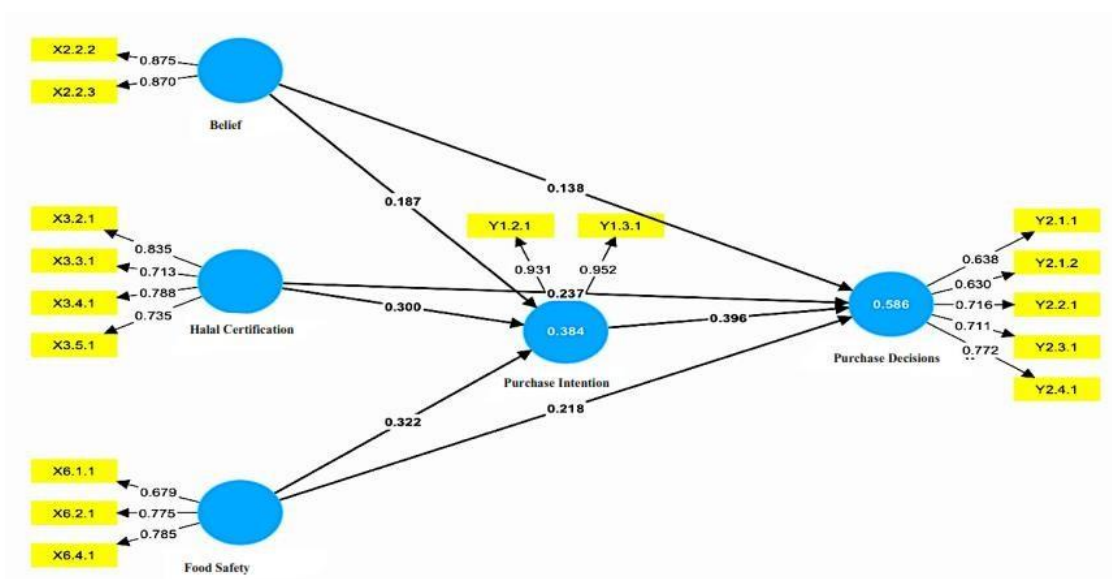 X2.2.2
0.875
X2.2.3
0.870
Belief
0.138
0.187
X3.2.1
0.835
X3.3.1
0.713
X3.4.1
0.788
X3.5.1
0.735
Halal Certification
Y1.2.1
Y1.3.1
0.931
0.952
0.237
0.300
0.384
Purchase Intention
0.396
0.586
Purchase Decisions
Y2.1.1
0.638
Y2.1.2
0.630
Y2.2.1
0.716
Y2.3.1
0.711
Y2.4.1
0.772
0.322
0.218
X6.1.1
0.679
X6.2.1
0.775
X6.4.1
0.785
Food Safety